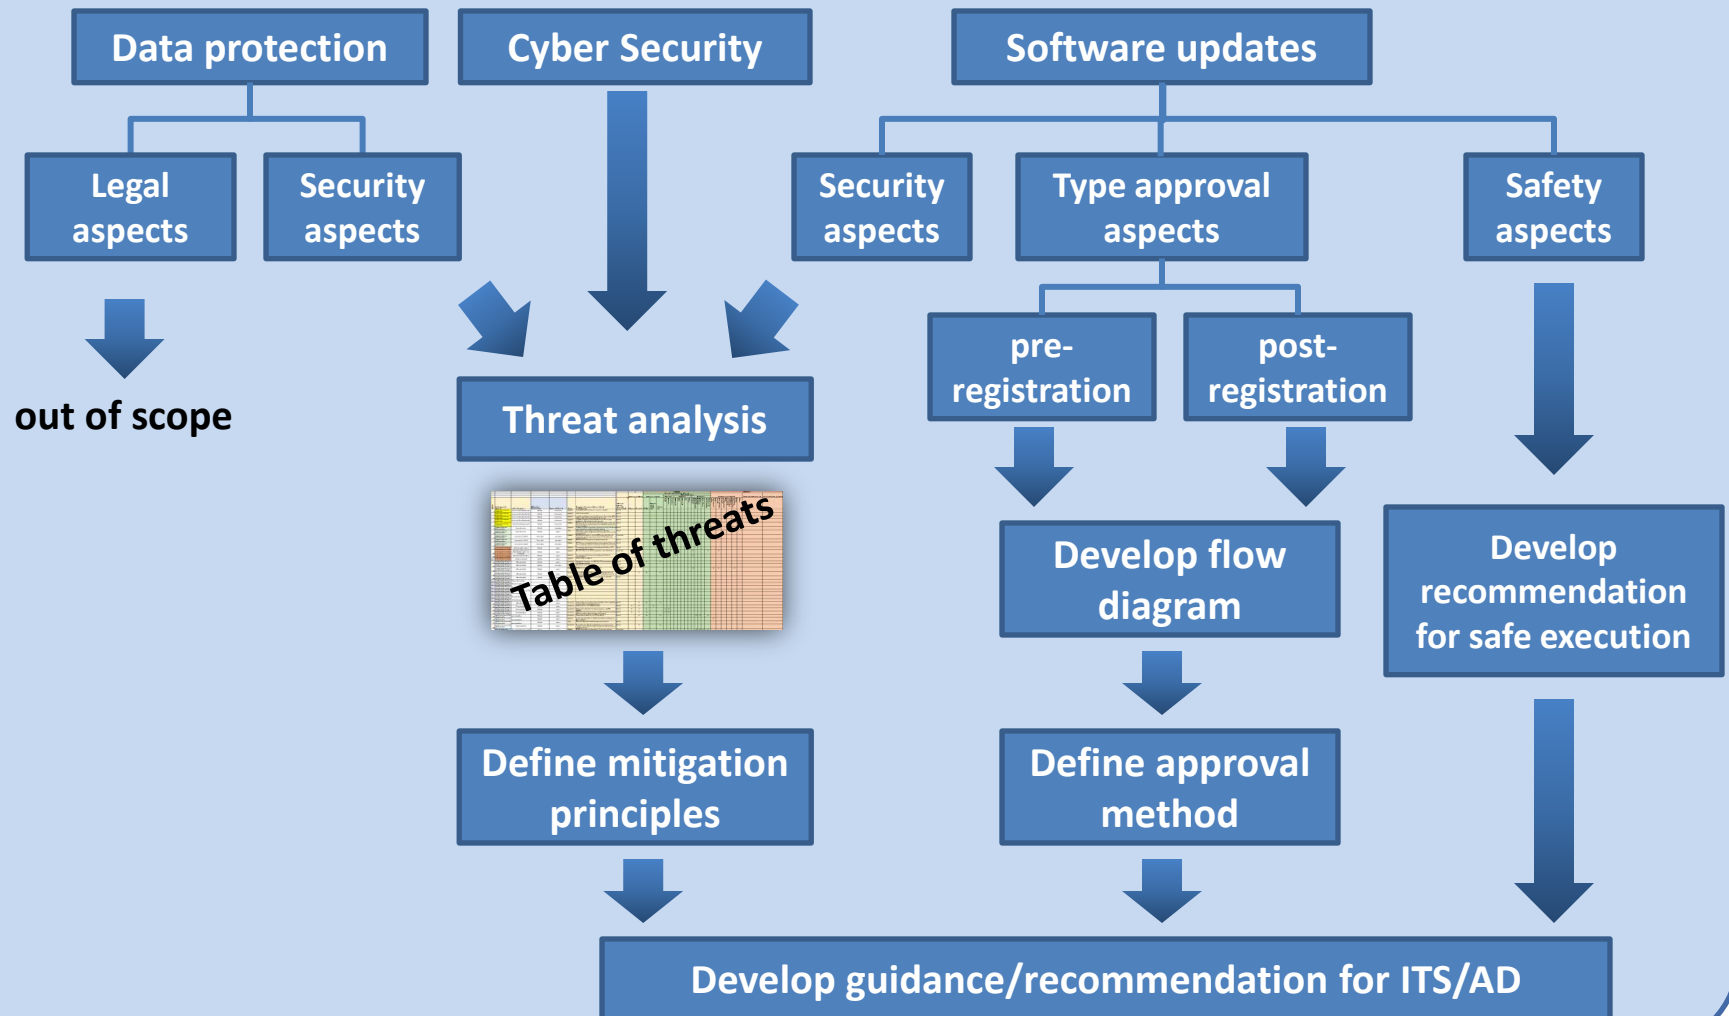 Data protection
Cyber Security
Software updates
Legal
aspects
Security
aspects
Security
aspects
Type approval
aspects
Safety
aspects
pre-
registration
post-
registration
out of scope
Threat analysis
Table of threats
Develop flow
diagram
Develop
recommendation
for safe execution
Define mitigation
principles
Define approval
method
Develop guidance/recommendation for ITS/AD